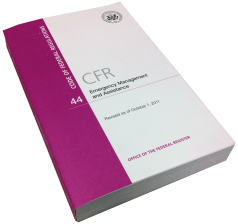 CODE OF FEDERAL REGULATIONS
44
CFR
Emergency Management
and Assistance
Revised as of October 1, 2011
OFFICE OF THE FEDERAL REGISTER